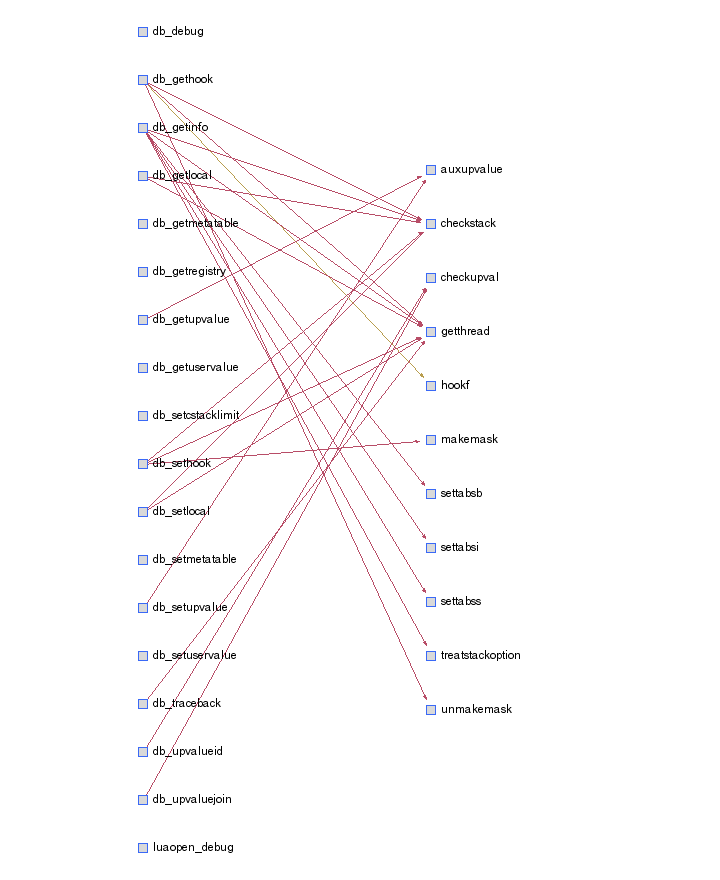 db_debug
db_gethook
db_getinfo
db_getlocal
db_getmetatable
db_getregistry
db_getupvalue
db_getuservalue
db_setcstacklimit
db_sethook
db_setlocal
db_setmetatable
db_setupvalue
db_setuservalue
db_traceback
db_upvalueid
db_upvaluejoin
luaopen_debug
auxupvalue
checkstack
checkupval
getthread
hookf
makemask
settabsb
settabsi
settabss
treatstackoption
unmakemask